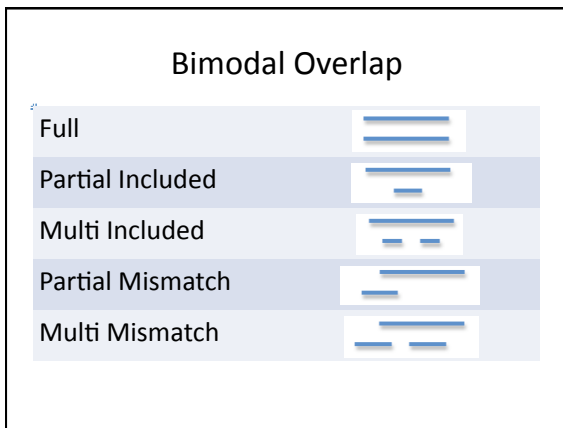 Bimodal Overlap
Full
Partial Included
Multi Included
Partial Mismatch
Multi Mismatch